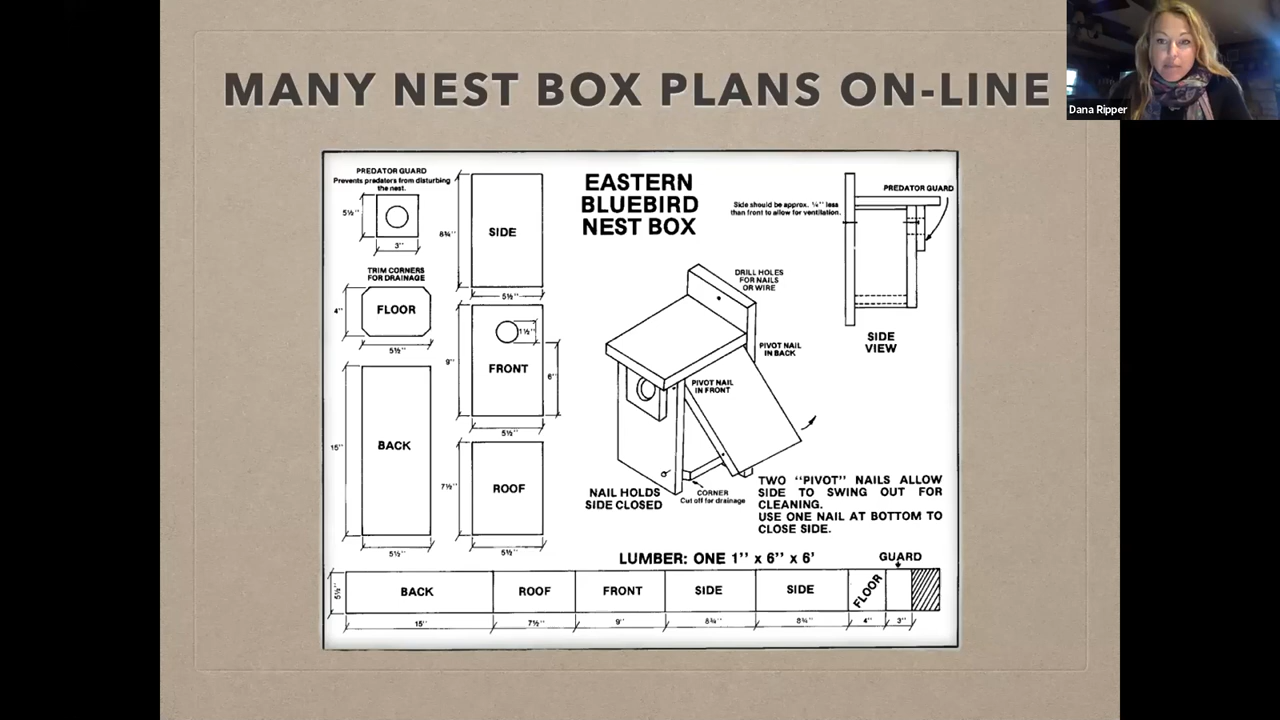 MANY NEST BOX PLANS ON-LINE
Dana Ripper
PREDATOR GUARD
Prevents predators from disturbing
the nest.
5½''
3''
TRIM CORNERS
FOR DRAINAGE
FLOOR
4''
5½''
BACK
15''
5½''
SIDE
8¾''
5½''
1½''
FRONT
9''
6''
5½''
ROOF
7½''
5½''
EASTERN
BLUEBIRD
NEST BOX
Side should be approx. ¼'' less
than front to allow for ventilation.
PREDATOR GUARD
SIDE
VIEW
DRILL HOLES
FOR NAILS
OR WIRE
PIVOT NAIL
IN BACK
PIVOT NAIL
IN FRONT
NAIL HOLDS
SIDE CLOSED
CORNER
Cut off for drainage
TWO ''PIVOT'' NAILS ALLOW
SIDE TO SWING OUT FOR
CLEANING.
USE ONE NAIL AT BOTTOM TO
CLOSE SIDE.
LUMBER: ONE 1'' x 6'' x 6'
GUARD
5½''
BACK
ROOF
FRONT
SIDE
SIDE
FLOOR
15''
7½''
9''
8¾''
8¾''
4''
3''